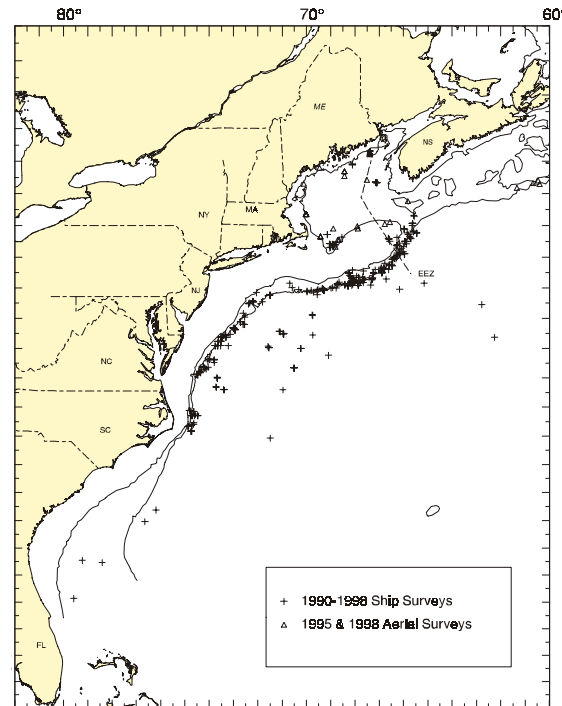 80° 70° 60°
ME
NS
NY MA
EEZ
NJ
NC
SC
1990-1998 Ship Surveys
1995 & 1998 Aerial Surveys
FL